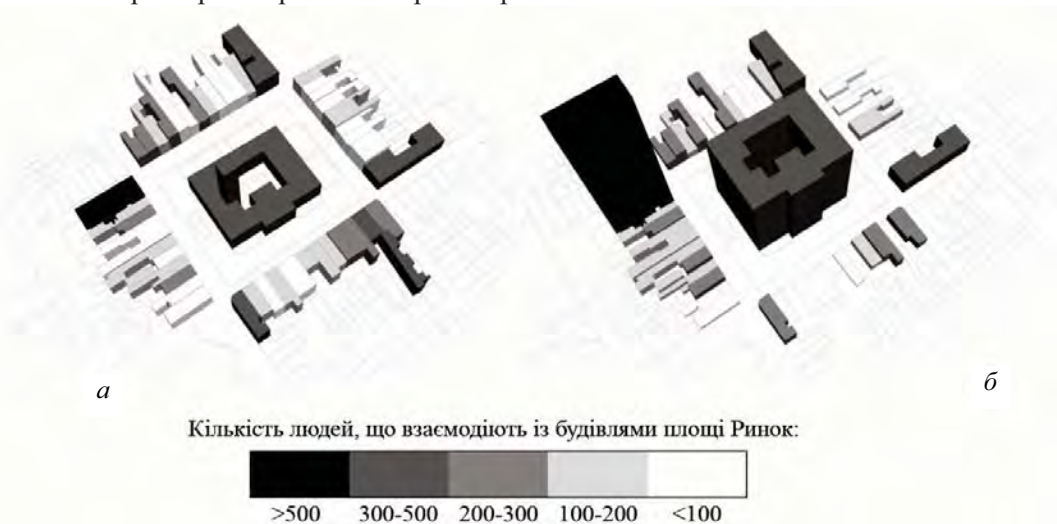 а
б
Кількість людей, що взаємодіють із будівлями площі Ринок:
>500 300-500 200-300 100-200 <100